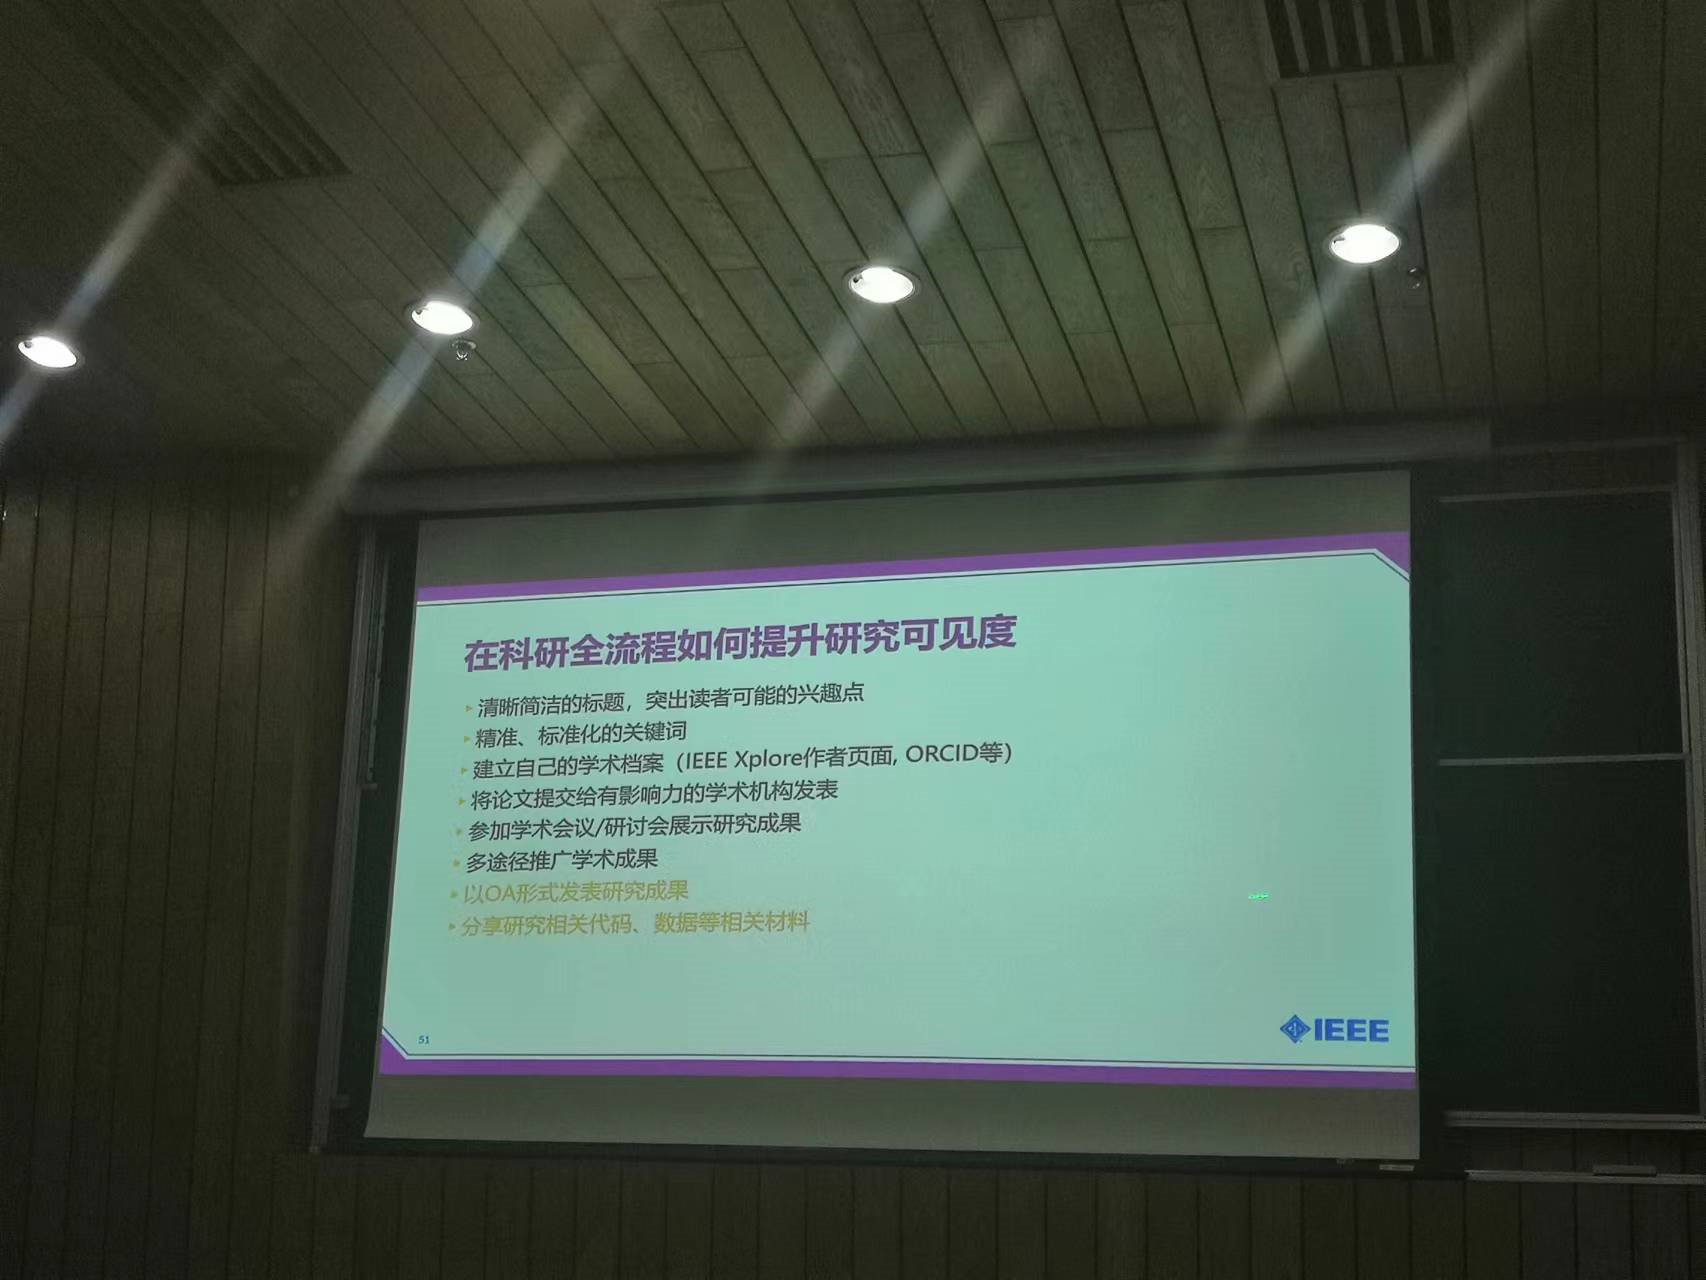 在科研全流程如何提升研究可见度
清晰简洁的标题，突出读者可能的兴趣点
精准、标准化的关键词
建立自己的学术档案（IEEE Xplore作者页面, ORCID等）
将论文提交给有影响力的学术机构发表
参加学术会议/研讨会展示研究成果
多途径推广学术成果
以OA形式发表研究成果
分享研究相关代码、数据等相关材料
51
IEEE